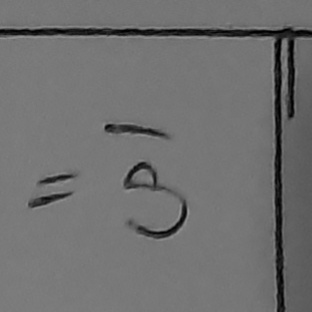 = 3̅